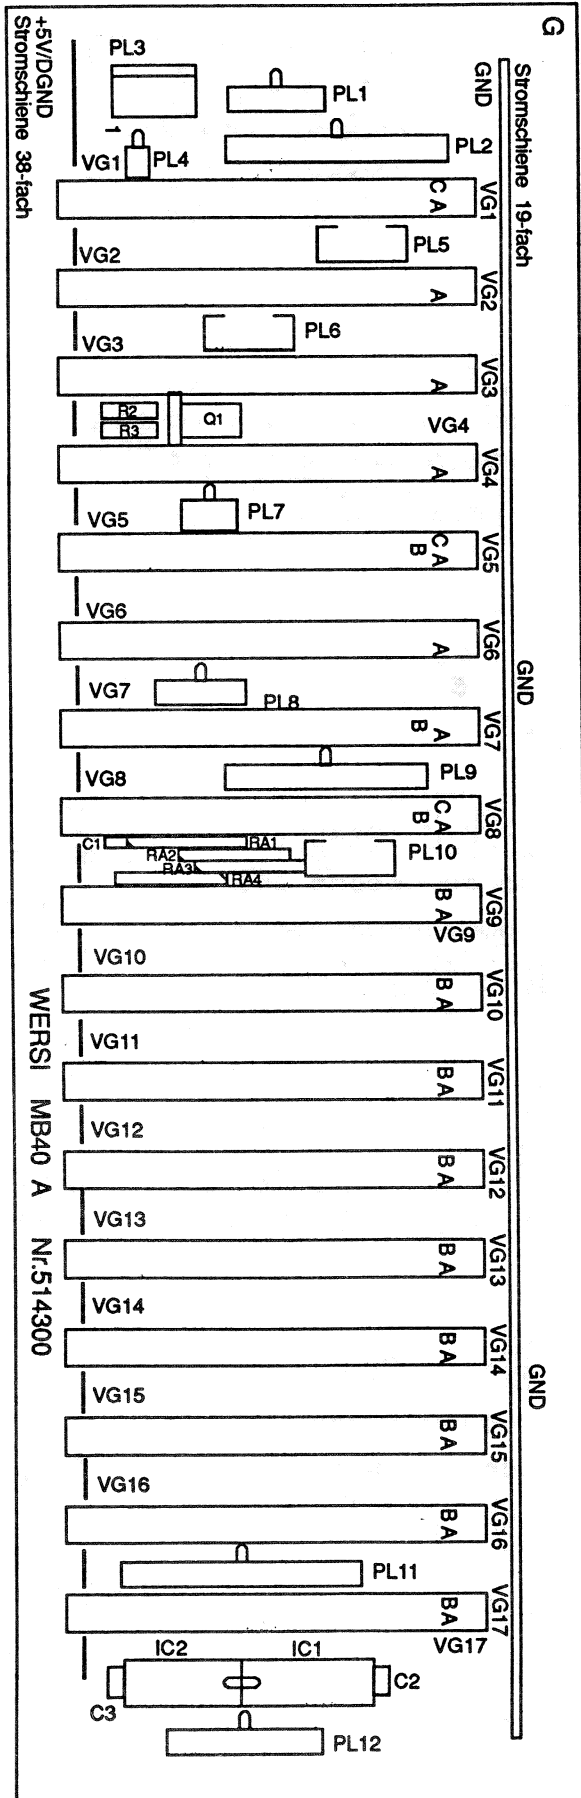 G
+5V/DGND
Stromschiene 38-fach
GND
Stromschiene 19-fach
PL3
PL1
1
PL2
VG1
PL4
C A
VG1
PL5
VG2
A
VG2
PL6
VG3
A
VG3
R2
R3
Q1
VG4
A
VG4
VG5
PL7
C A
B
VG5
VG6
A
VG6
GND
VG7
PL8
A
B
VG7
VG8
PL9
C A
B
VG8
C1
RA1
RA2
RA3
RA4
PL10
B A
VG9
VG9
VG10
B A
VG10
WERSI MB40 A Nr.514300
VG11
B A
VG11
VG12
B A
VG12
VG13
B A
VG13
VG14
B A
VG14
GND
VG15
B A
VG15
VG16
B A
VG16
PL11
B A
VG17
VG17
IC2
IC1
C2
C3
PL12